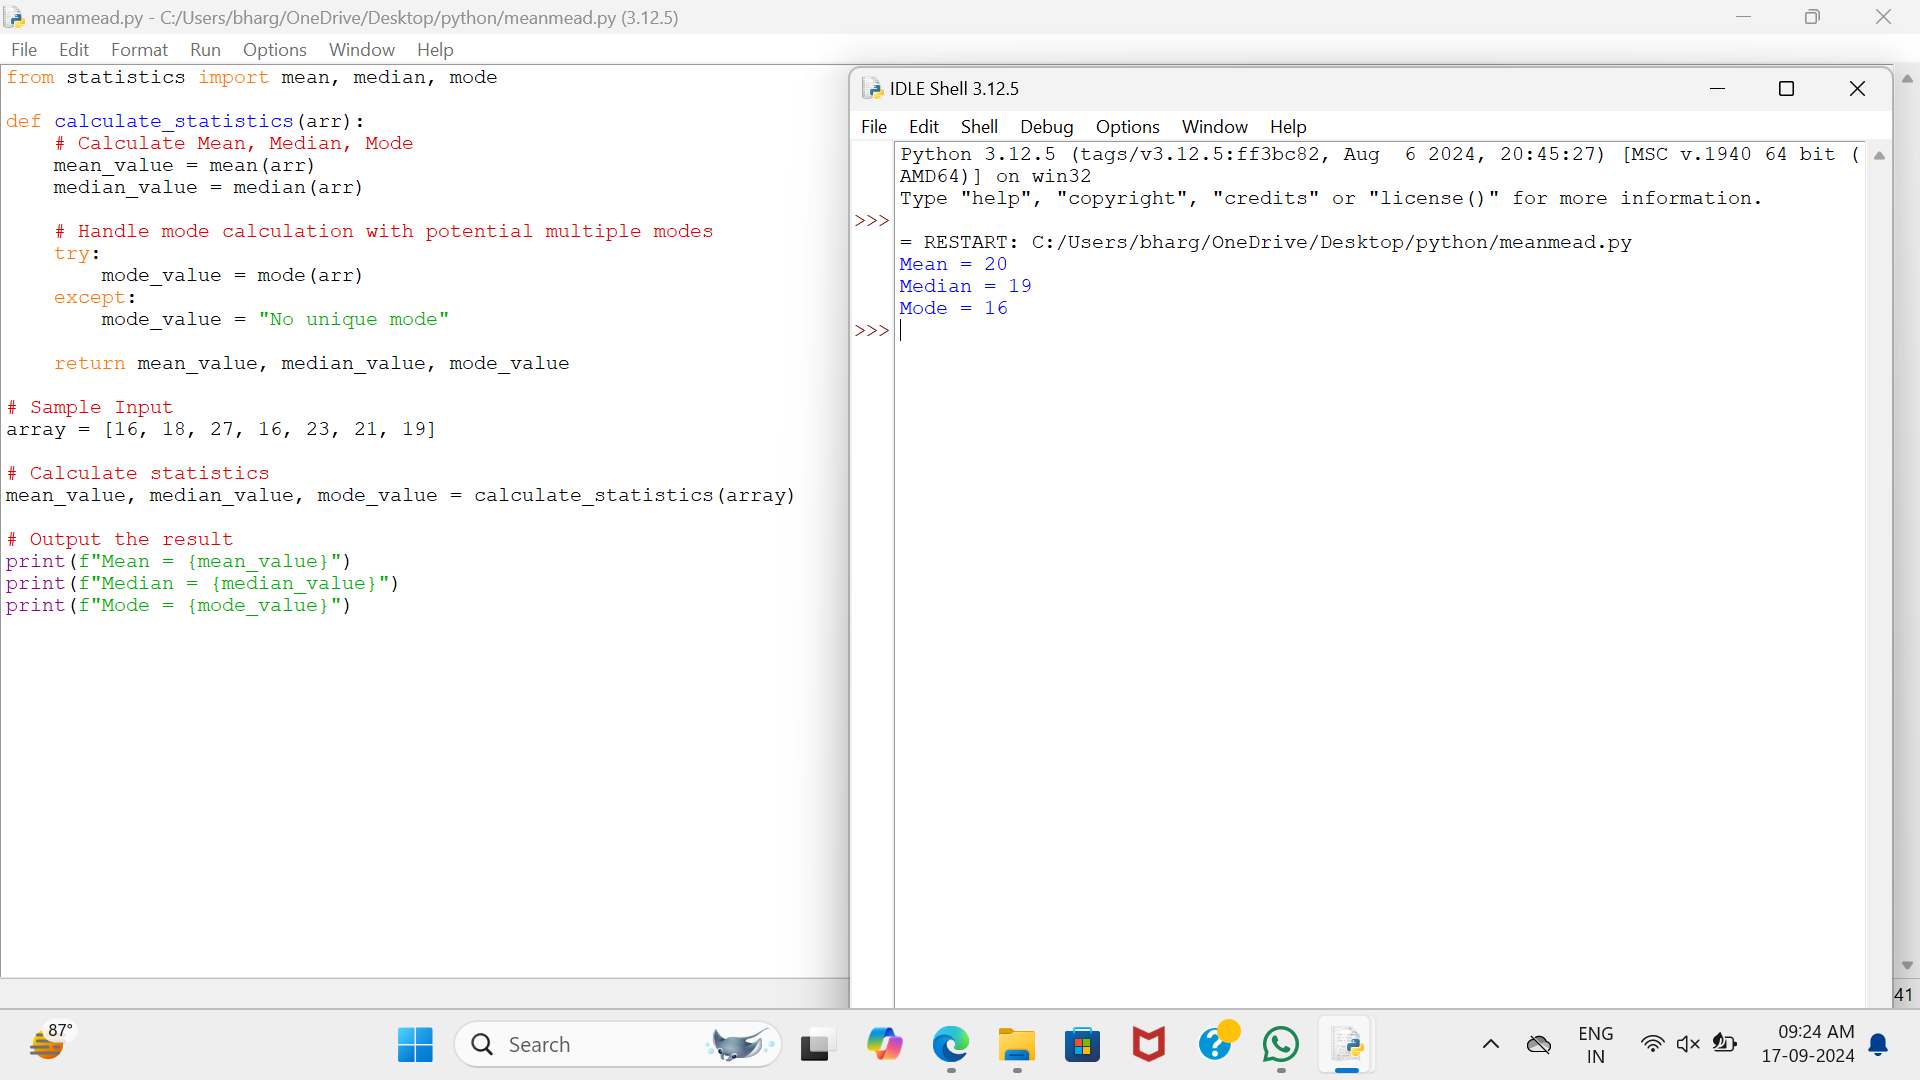 meanmead.py - C:/Users/bharg/OneDrive/Desktop/python/meanmead.py (3.12.5)
File Edit Format Run Options Window Help
from statistics import mean, median, mode
def calculate_statistics(arr):
    # Calculate Mean, Median, Mode
    mean_value = mean(arr)
    median_value = median(arr)
    # Handle mode calculation with potential multiple modes
    try:
        mode_value = mode(arr)
    except:
        mode_value = "No unique mode"
    return mean_value, median_value, mode_value
# Sample Input
array = [16, 18, 27, 16, 23, 21, 19]
# Calculate statistics
mean_value, median_value, mode_value = calculate_statistics(array)
# Output the result
print(f"Mean = {mean_value}")
print(f"Median = {median_value}")
print(f"Mode = {mode_value}")
IDLE Shell 3.12.5
File Edit Shell Debug Options Window Help
Python 3.12.5 (tags/v3.12.5:ff3bc82, Aug  6 2024, 20:45:27) [MSC v.1940 64 bit (
AMD64)] on win32
Type "help", "copyright", "credits" or "license()" for more information.
>>>
= RESTART: C:/Users/bharg/OneDrive/Desktop/python/meanmead.py
Mean = 20
Median = 19
Mode = 16
>>>
41
87°
Search
ENG
IN
09:24 AM
17-09-2024